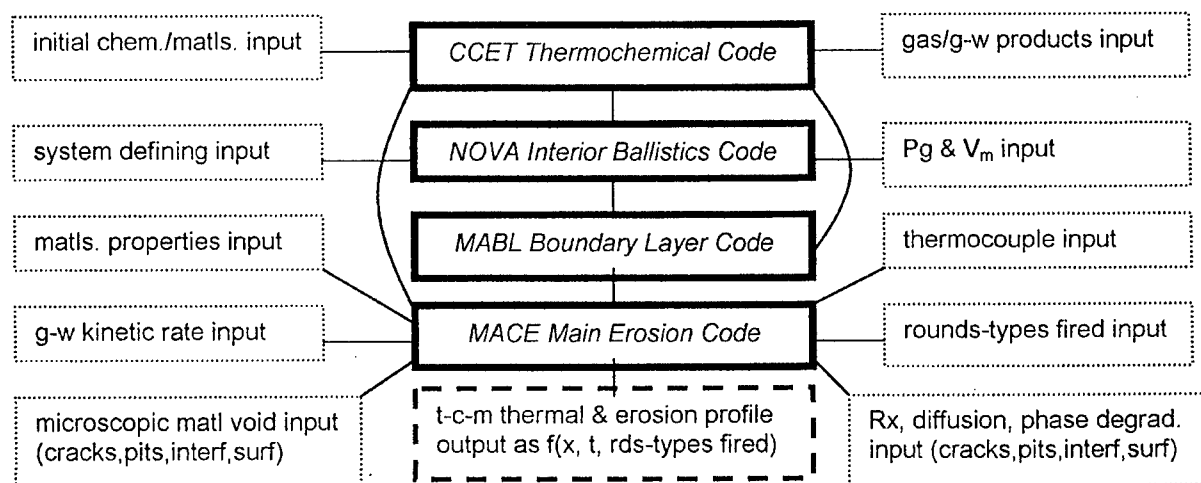 initial chem./matls. input
CCET Thermochemical Code
gas/g-w products input
system defining input
NOVA Interior Ballistics Code
Pg & Vm input
matls. properties input
MABL Boundary Layer Code
thermocouple input
g-w kinetic rate input
MACE Main Erosion Code
rounds-types fired input
microscopic matl void input
(cracks,pits,interf,surf)
t-c-m thermal & erosion profile
output as f(x, t, rds-types fired)
Rx, diffusion, phase degrad.
input (cracks,pits,interf,surf)